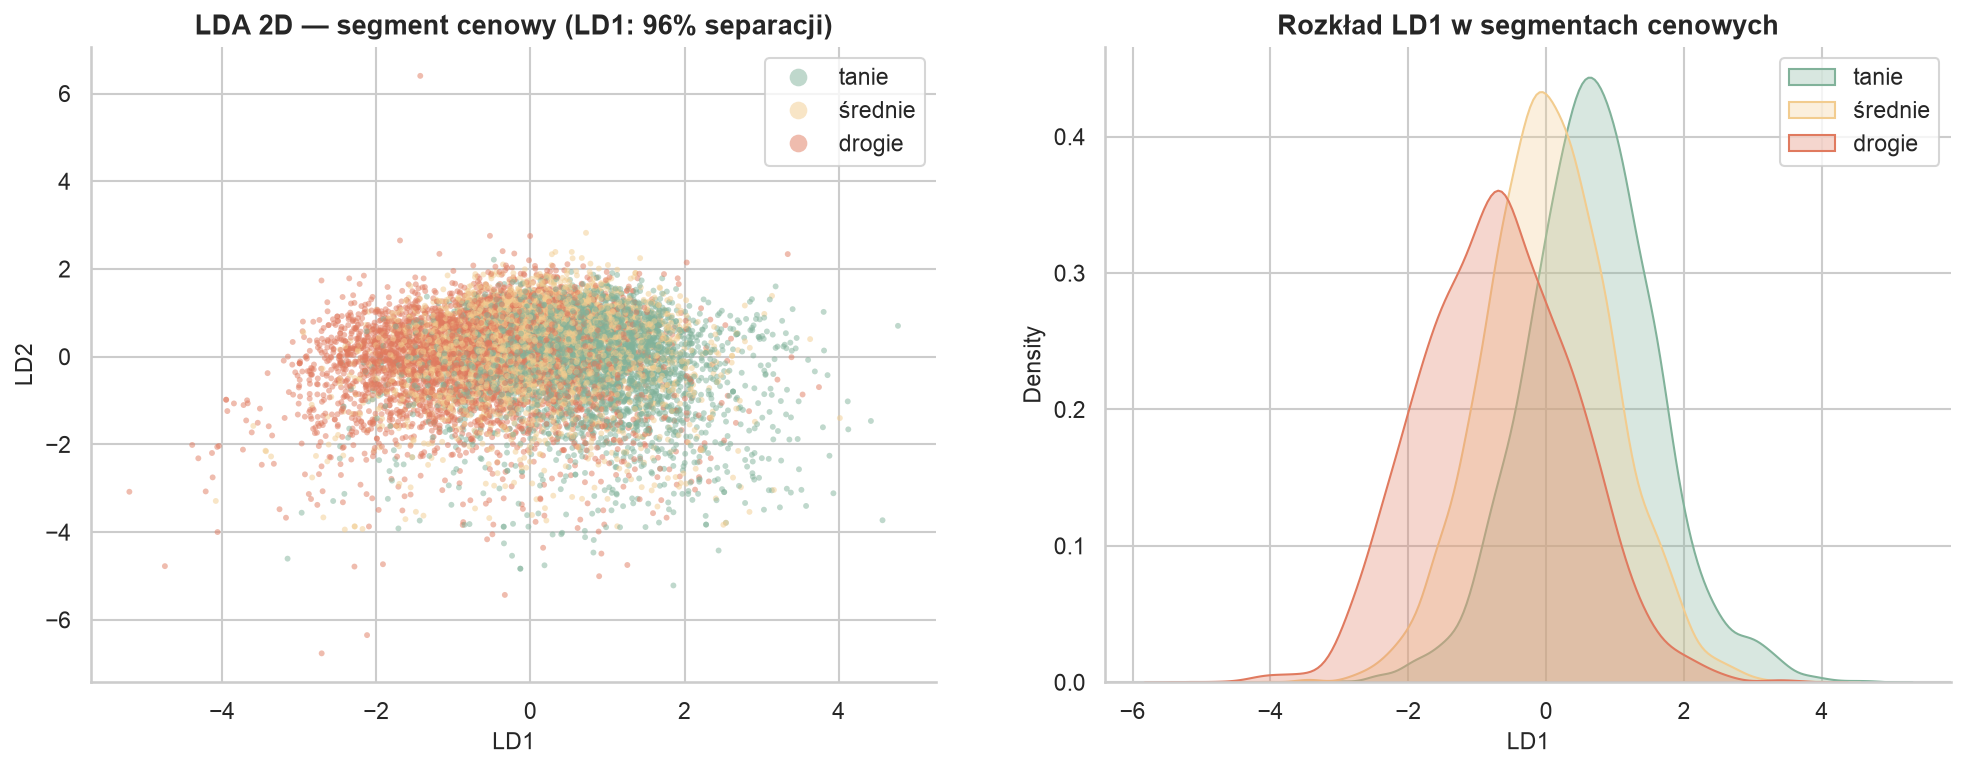 LDA 2D — segment cenowy (LD1: 96% separacji)
tanie
średnie
drogie
6
4
2
0
−2
−4
−6
LD2
−4
−2
0
2
4
LD1
Rozkład LD1 w segmentach cenowych
tanie
średnie
drogie
0.4
0.3
0.2
0.1
0.0
Density
−6
−4
−2
0
2
4
LD1